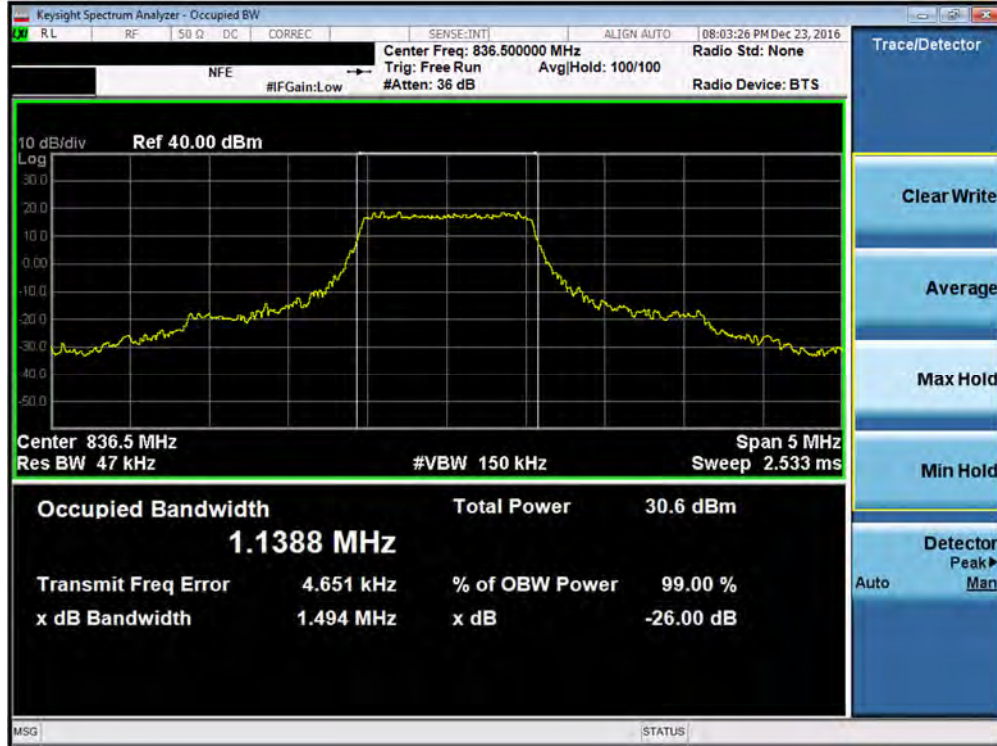 Keysight Spectrum Analyzer - Occupied BW
LXI RL RF 50 Ω DC CORREC SENSE:INT ALIGN AUTO 08:03:26 PM Dec 23, 2016
Center Freq: 836.500000 MHz Radio Std: None
NFE Trig: Free Run Avg|Hold: 100/100
#IFGain:Low #Atten: 36 dB Radio Device: BTS
Trace/Detector
10 dB/div Ref 40.00 dBm
Log
30.0
20.0
10.0
0.00
-10.0
-20.0
-30.0
-40.0
-50.0
Center 836.5 MHz Span 5 MHz
Res BW 47 kHz #VBW 150 kHz Sweep 2.533 ms
Occupied Bandwidth Total Power 30.6 dBm
1.1388 MHz
Transmit Freq Error 4.651 kHz % of OBW Power 99.00 %
x dB Bandwidth 1.494 MHz x dB -26.00 dB
Clear Write
Average
Max Hold
Min Hold
Detector
Peak▶
Auto Man
MSG STATUS